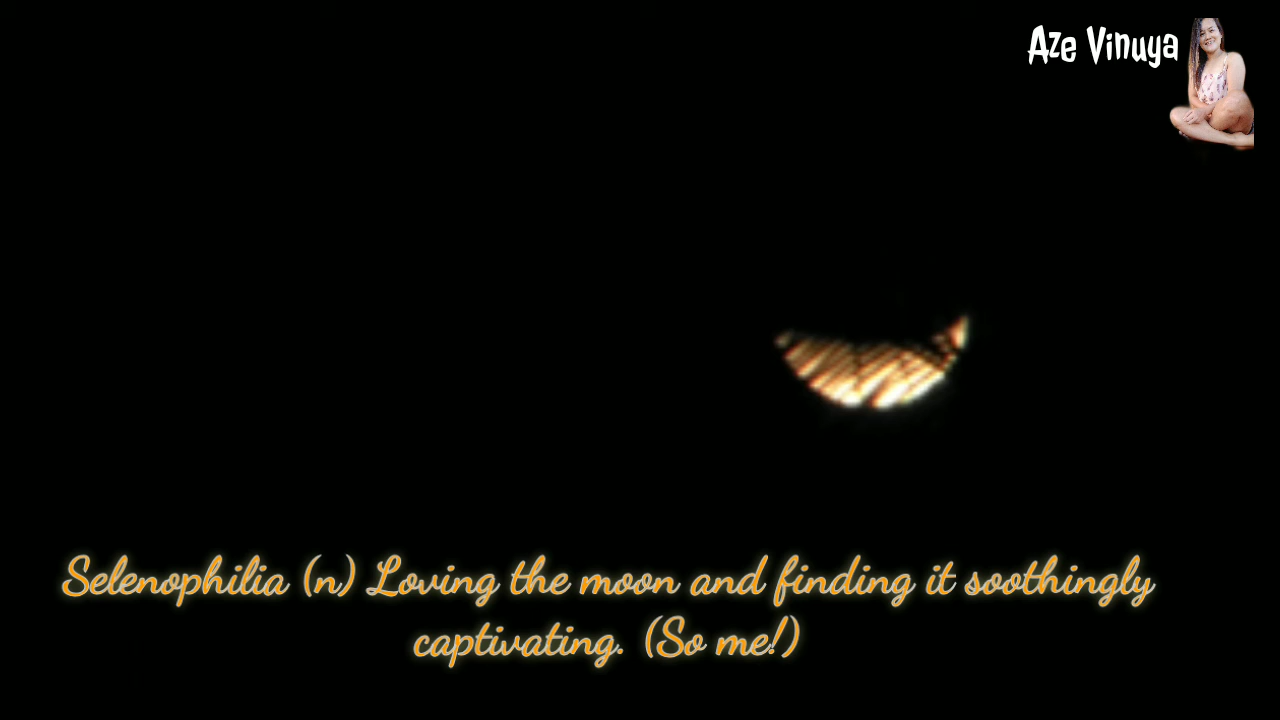 Aze Vinuya
Selenophilia (n) Loving the moon and finding it soothingly
captivating. (So me!)